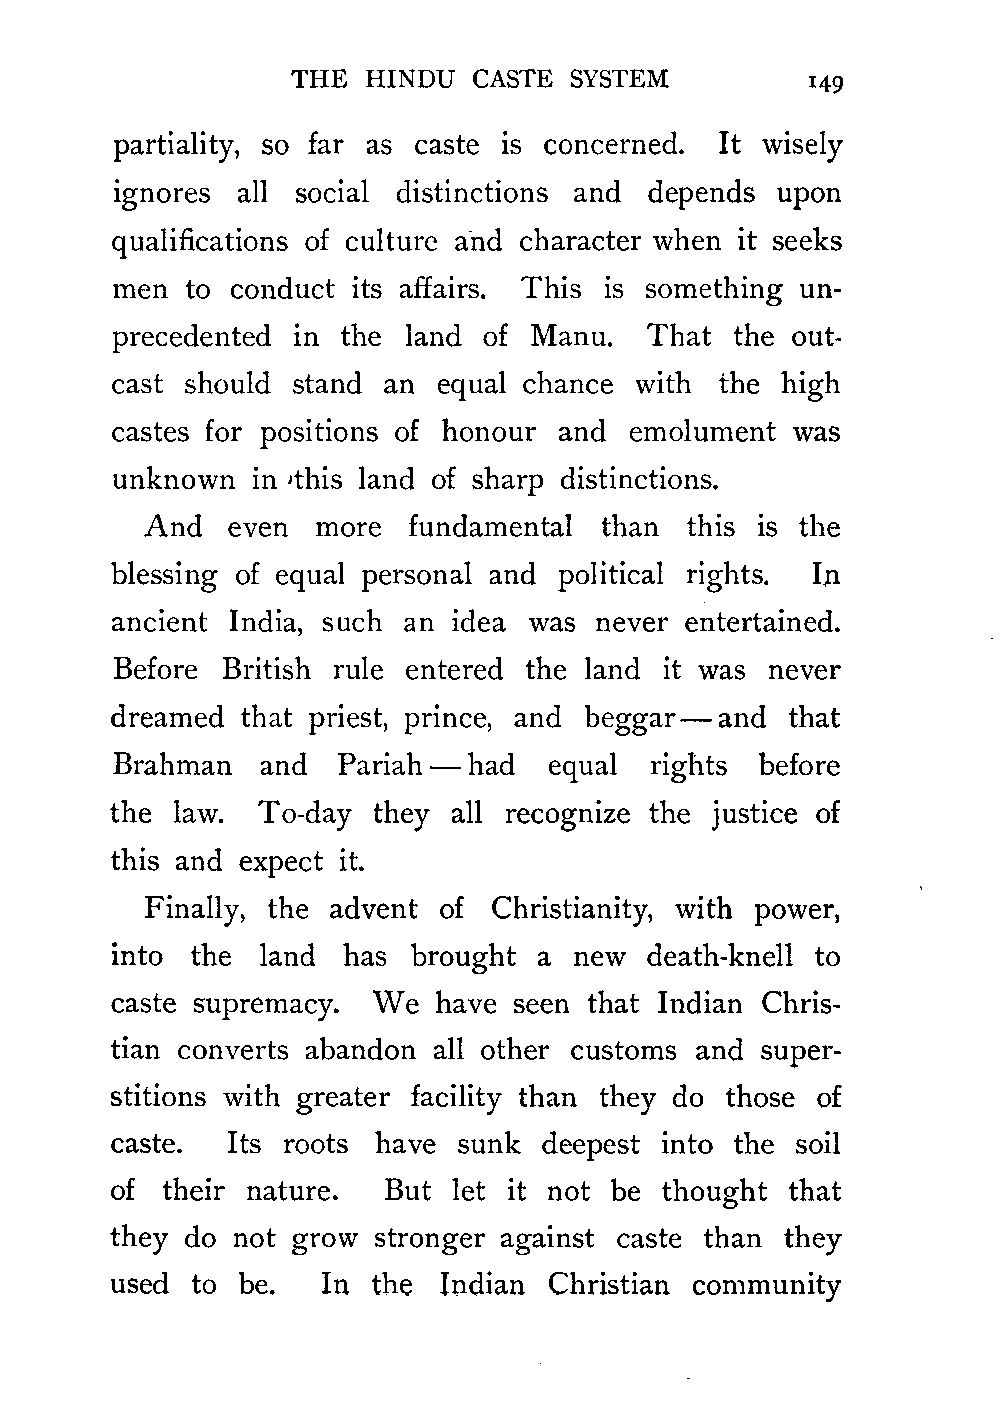 THE HINDU CASTE SYSTEM 149
partiality, so far as caste is concerned. It wisely
ignores all social distinctions and depends upon
qualifications of culture and character when it seeks
men to conduct its affairs. This is something un-
precedented in the land of Manu. That the out-
cast should stand an equal chance with the high
castes for positions of honour and emolument was
unknown in this land of sharp distinctions.
And even more fundamental than this is the
blessing of equal personal and political rights. In
ancient India, such an idea was never entertained.
Before British rule entered the land it was never
dreamed that priest, prince, and beggar — and that
Brahman and Pariah — had equal rights before
the law. To-day they all recognize the justice of
this and expect it.
Finally, the advent of Christianity, with power,
into the land has brought a new death-knell to
caste supremacy. We have seen that Indian Chris-
tian converts abandon all other customs and super-
stitions with greater facility than they do those of
caste. Its roots have sunk deepest into the soil
of their nature. But let it not be thought that
they do not grow stronger against caste than they
used to be. In the Indian Christian community